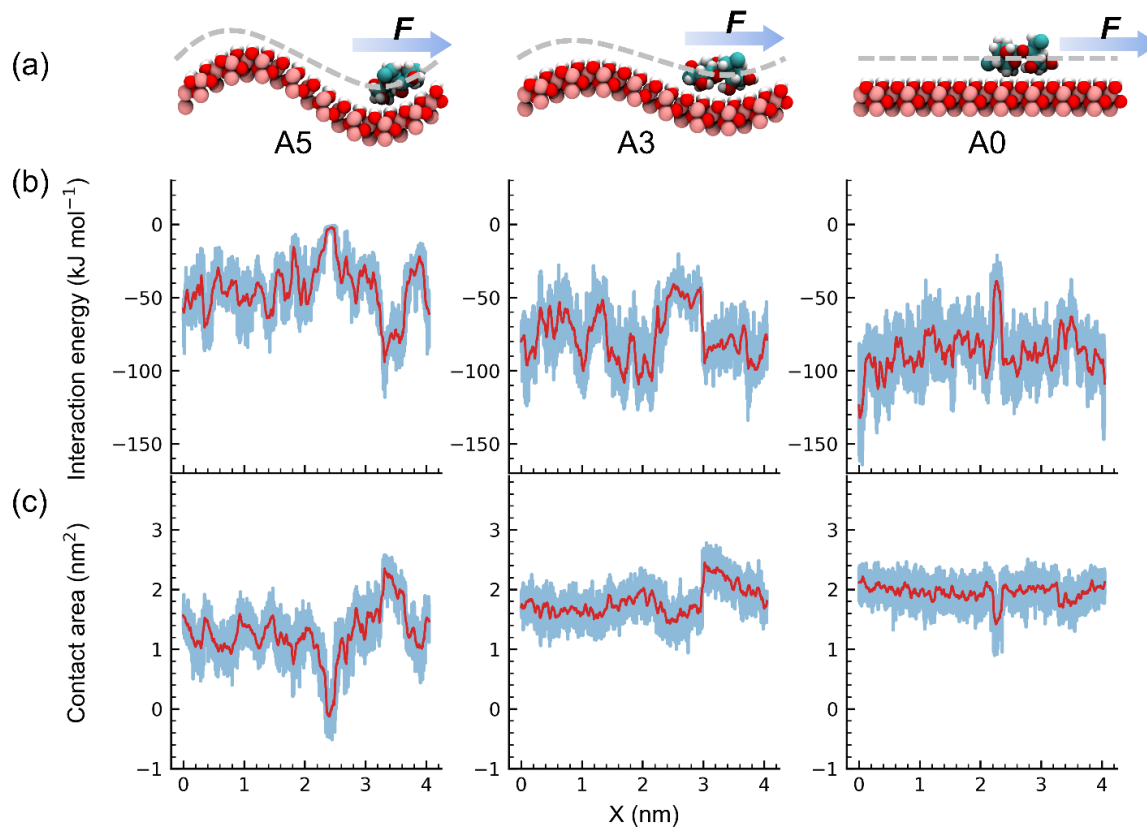 (a)
F F F
A5 A3 A0
(b)
Interaction energy (kJ mol⁻¹)
0 0 0
−50 −50 −50
−100 −100 −100
−150 −150 −150
(c)
Contact area (nm²)
3 3 3
2 2 2
1 1 1
0 0 0
−1 −1 −1
0 1 2 3 4 0 1 2 3 4 0 1 2 3 4
X (nm)